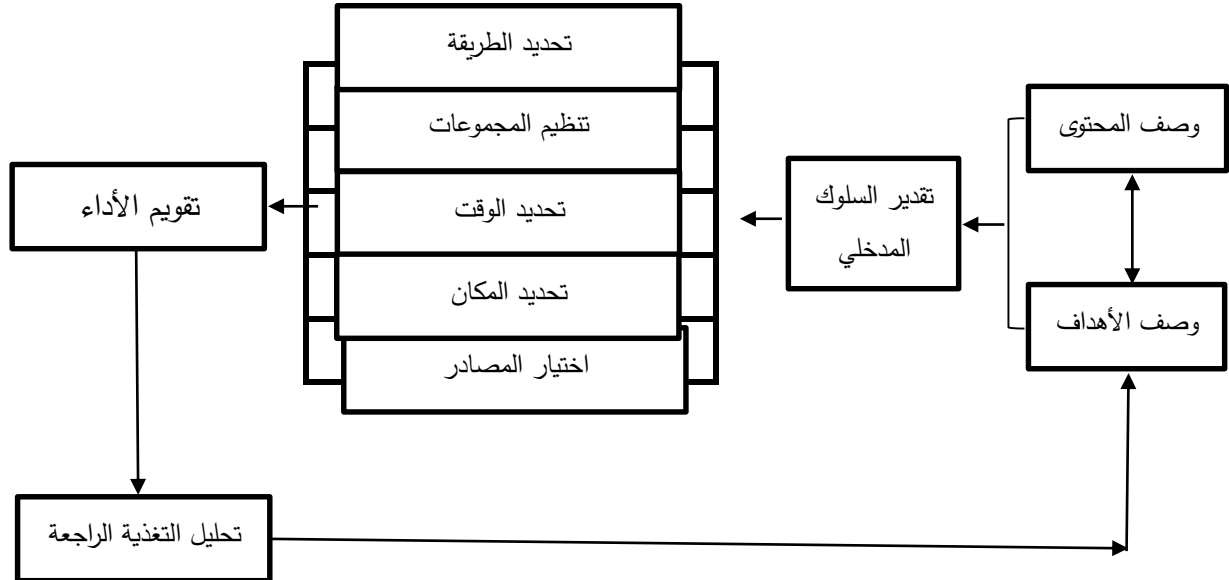 وصف المحتوى
وصف الأهداف
تقدير السلوك
المدخلي
تحديد الطريقة
تنظيم المجموعات
تحديد الوقت
تحديد المكان
اختيار المصادر
تقويم الأداء
تحليل التغذية الراجعة